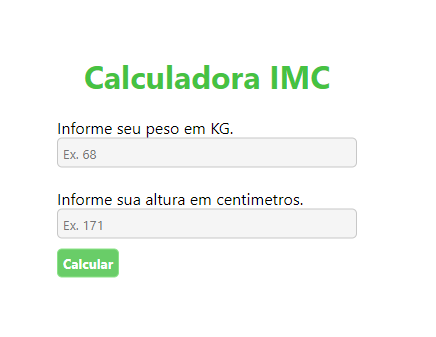 Calculadora IMC
Informe seu peso em KG.
Ex. 68
Informe sua altura em centimetros.
Ex. 171
Calcular